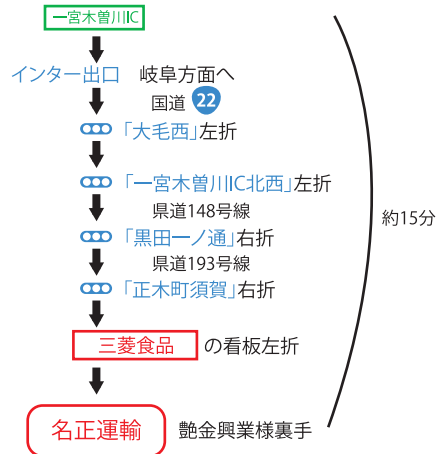 一宮木曽川IC
インター出口 岐阜方面へ
国道 22
「大毛西」左折
「一宮木曽川IC北西」左折
県道148号線
「黒田一ノ通」右折
県道193号線
「正木町須賀」右折
三菱食品 の看板左折
名正運輸 艶金興業様裏手
約15分